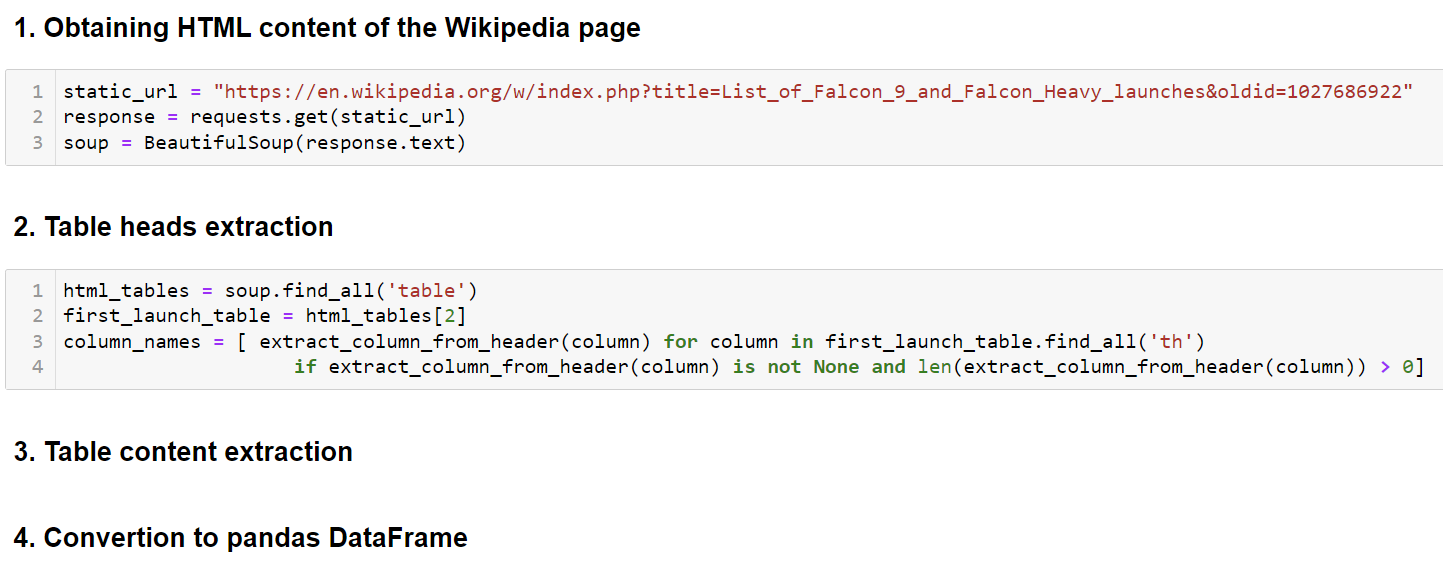 1. Obtaining HTML content of the Wikipedia page
1 static_url = "https://en.wikipedia.org/w/index.php?title=List_of_Falcon_9_and_Falcon_Heavy_launches&oldid=1027686922"
2 response = requests.get(static_url)
3 soup = BeautifulSoup(response.text)
2. Table heads extraction
1 html_tables = soup.find_all('table')
2 first_launch_table = html_tables[2]
3 column_names = [ extract_column_from_header(column) for column in first_launch_table.find_all('th')
4                     if extract_column_from_header(column) is not None and len(extract_column_from_header(column)) > 0]
3. Table content extraction
4. Convertion to pandas DataFrame